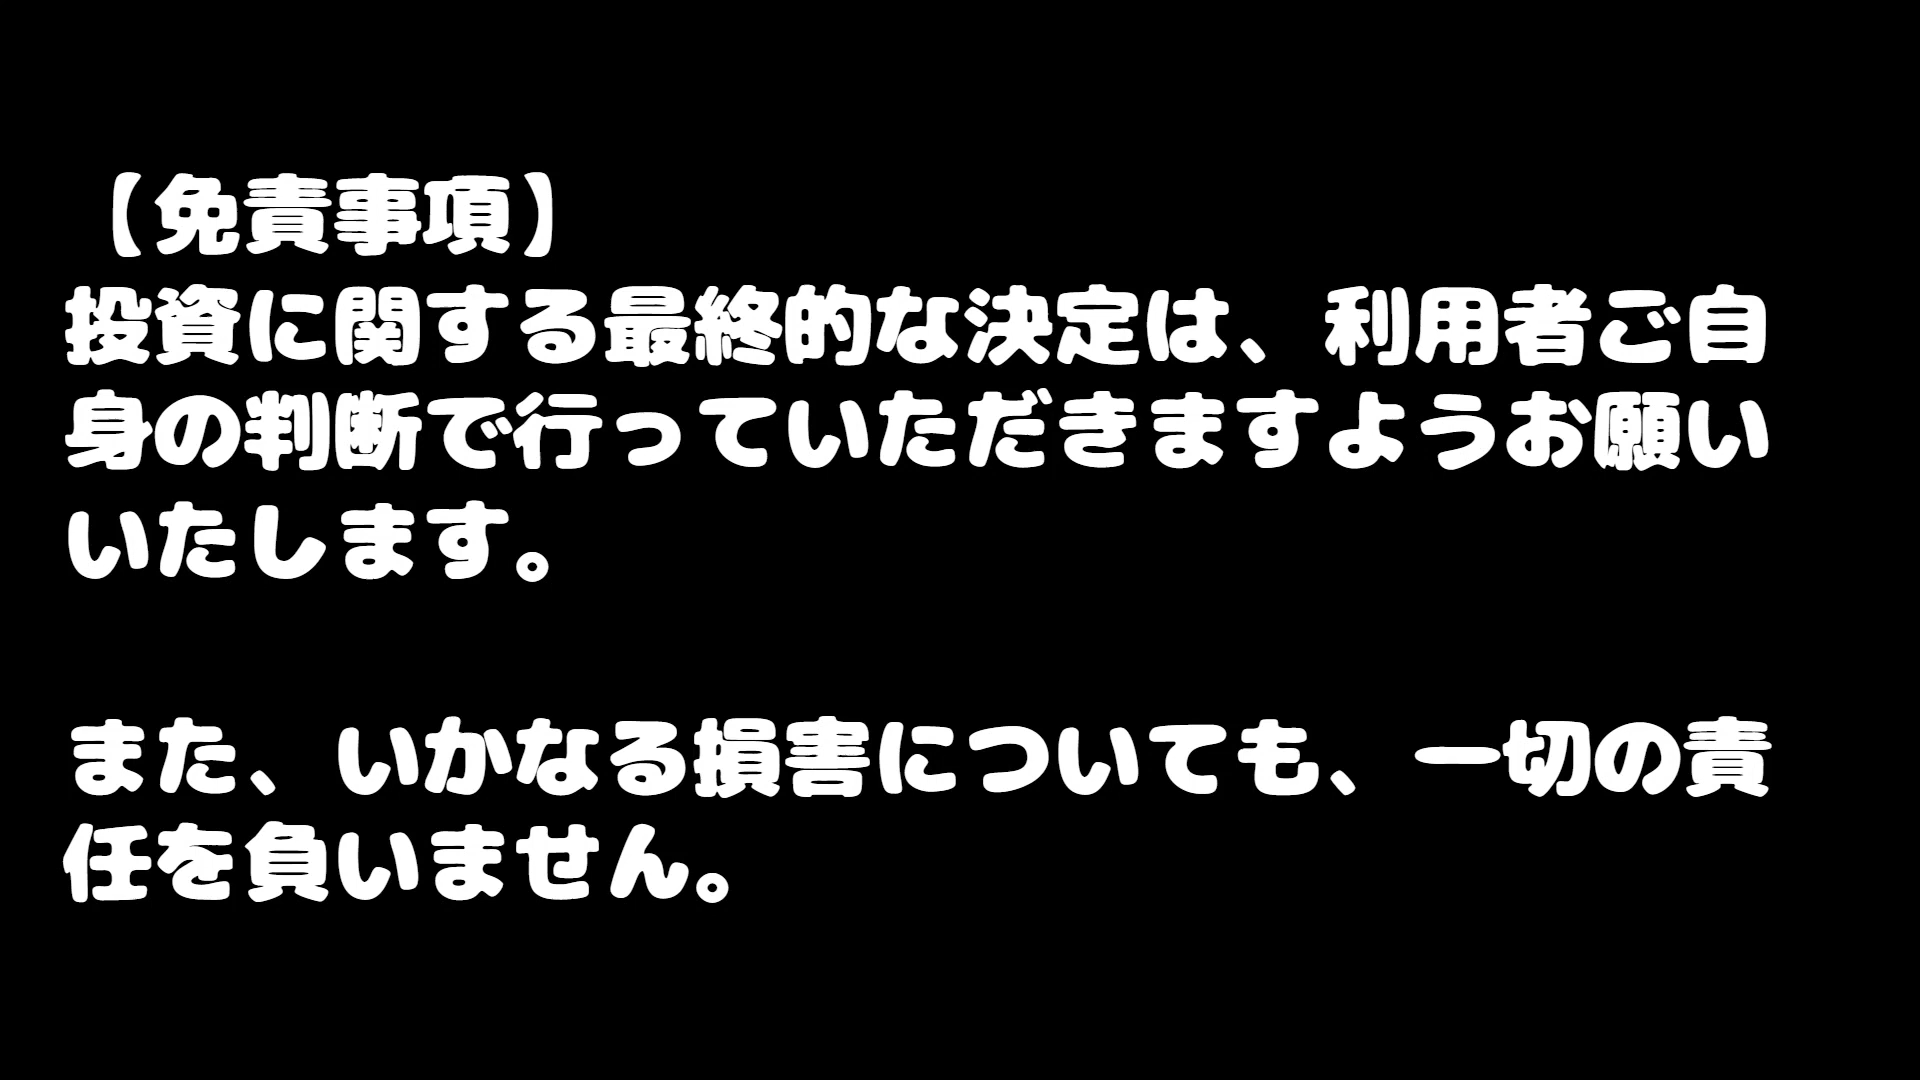 【免責事項】
投資に関する最終的な決定は、利用者ご自
身の判断で行っていただきますようお願い
いたします。
また、いかなる損害についても、一切の責
任を負いません。